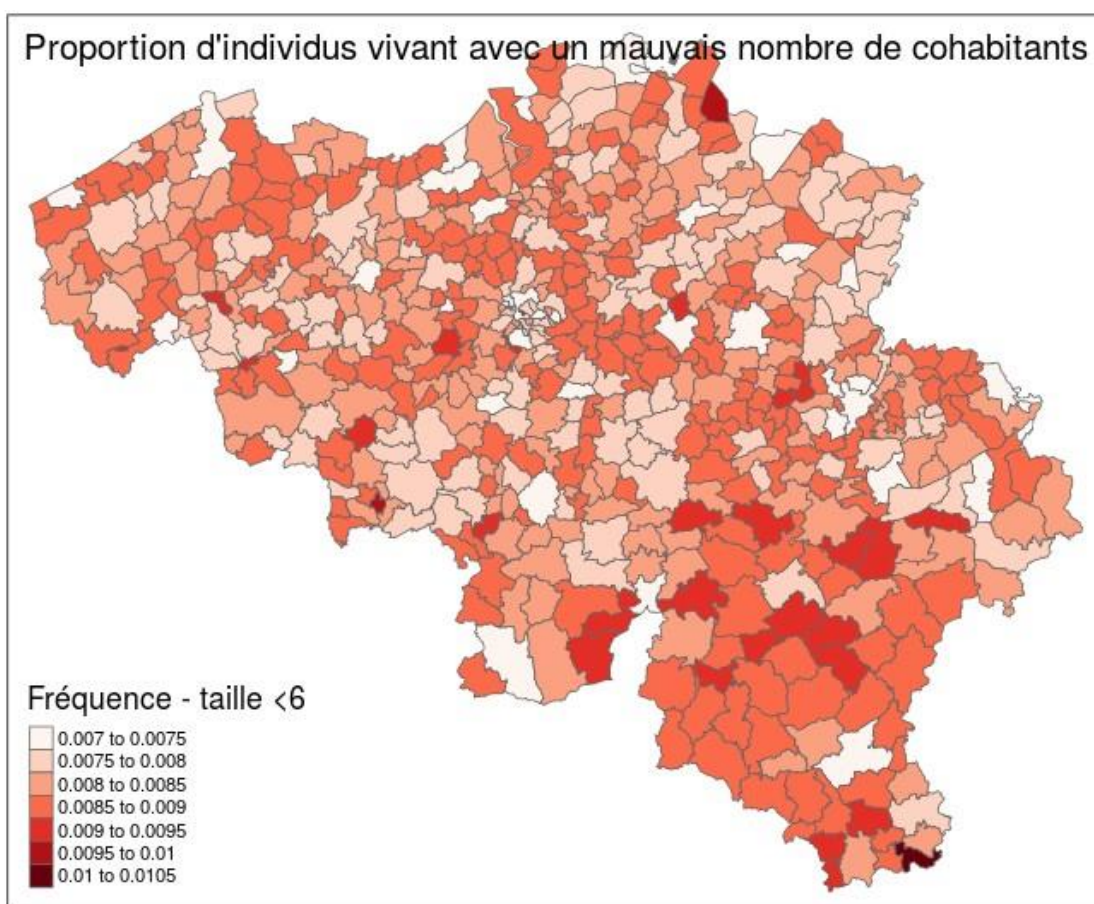 Proportion d'individus vivant avec un mauvais nombre de cohabitants
Fréquence - taille <6
0.007 to 0.0075
0.0075 to 0.008
0.008 to 0.0085
0.0085 to 0.009
0.009 to 0.0095
0.0095 to 0.01
0.01 to 0.0105